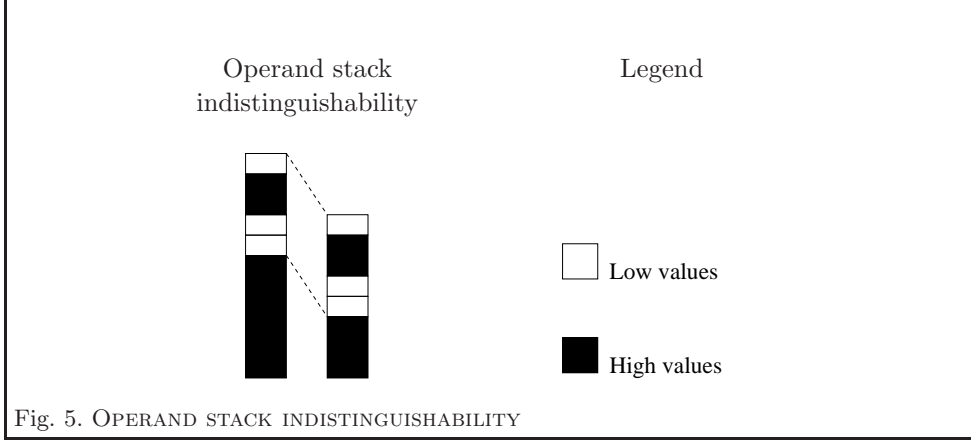 Operand stack
indistinguishability
Legend
Low values
High values
Fig. 5. OPERAND STACK INDISTINGUISHABILITY